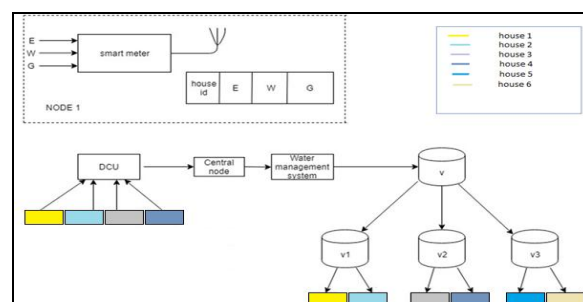 E
W
G
smart meter
house
id
E
W
G
NODE 1
house 1
house 2
house 3
house 4
house 5
house 6
DCU
Central
node
Water
management
system
v
v1
v2
v3